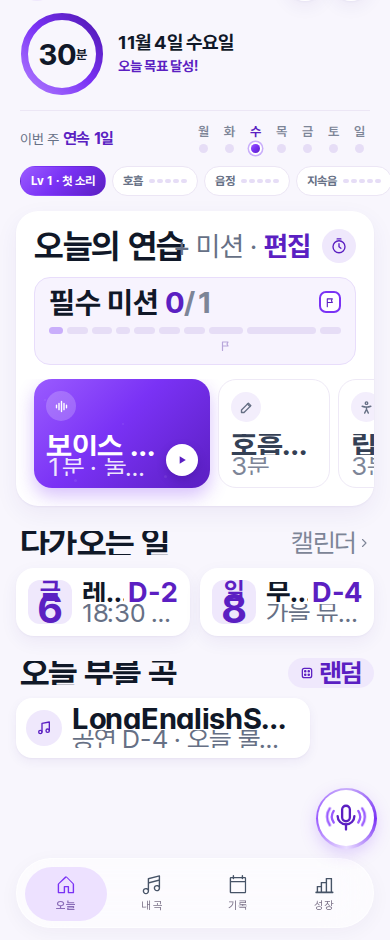 30분
11월 4일 수요일
오늘 목표 달성!
이번 주 연속 1일
월 화 수 목 금 토 일
Lv 1 · 첫 소리
호흡
음정
지속음
오늘의 연습
+ 미션 · 편집
필수 미션 0/1
보이스 ...
1분 · 눌...
호흡...
3분
금
6
레.. D-2
18:30 ...
일
8
무.. D-4
가을 뮤...
다가오는 일
캘린더 ›
오늘 부를 곡
랜덤
LongEnglishS...
공연 D-4 · 오늘 물...
오늘
내 곡
기록
성장